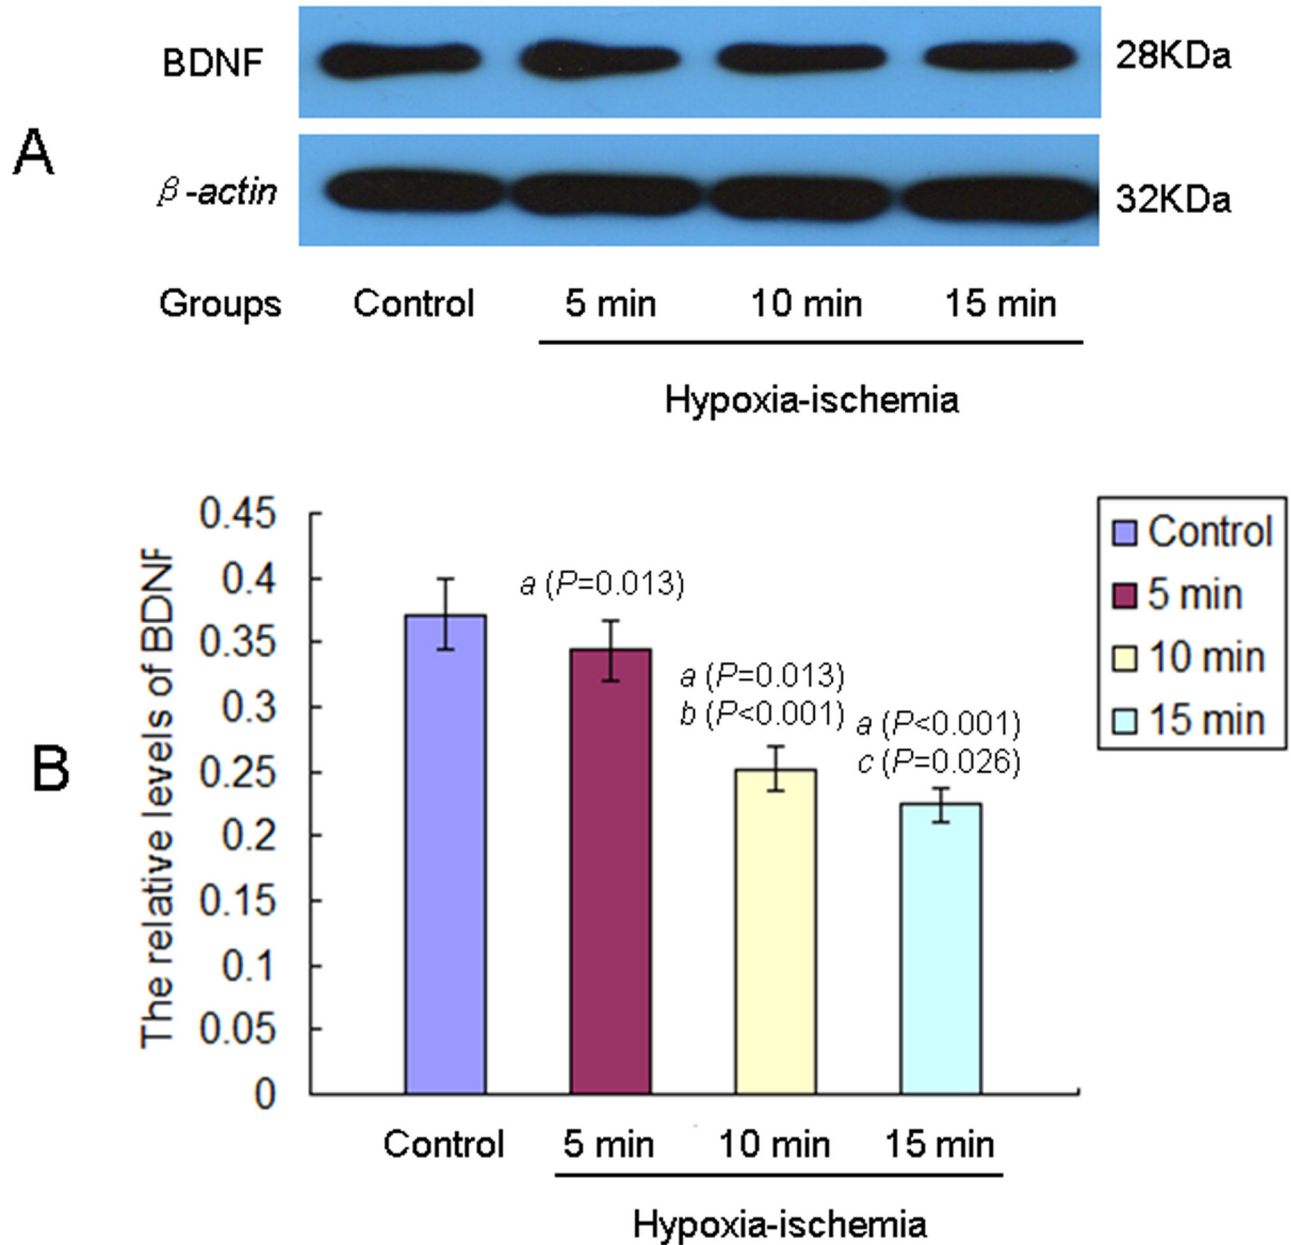 A
BDNF
28KDa
β-actin
32KDa
Groups
Control
5 min
10 min
15 min
Hypoxia-ischemia
B
The relative levels of BDNF
0.45
0.4
0.35
0.3
0.25
0.2
0.15
0.1
0.05
0
a (P=0.013)
a (P=0.013)
b (P<0.001)
a (P<0.001)
c (P=0.026)
Control
5 min
10 min
15 min
Control
5 min
10 min
15 min
Hypoxia-ischemia